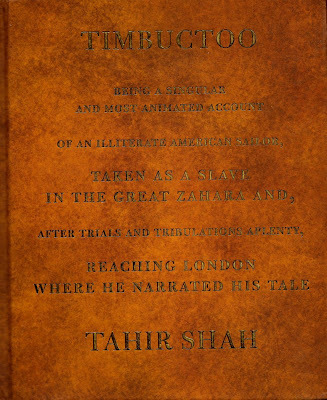 TIMBUCTOO
BEING A SINGULAR
AND MOST ANIMATED ACCOUNT
OF AN ILLITERATE AMERICAN SAILOR,
TAKEN AS A SLAVE
IN THE GREAT ZAHARA AND,
AFTER TRIALS AND TRIBULATIONS APLENTY,
REACHING LONDON
WHERE HE NARRATED HIS TALE
TAHIR SHAH